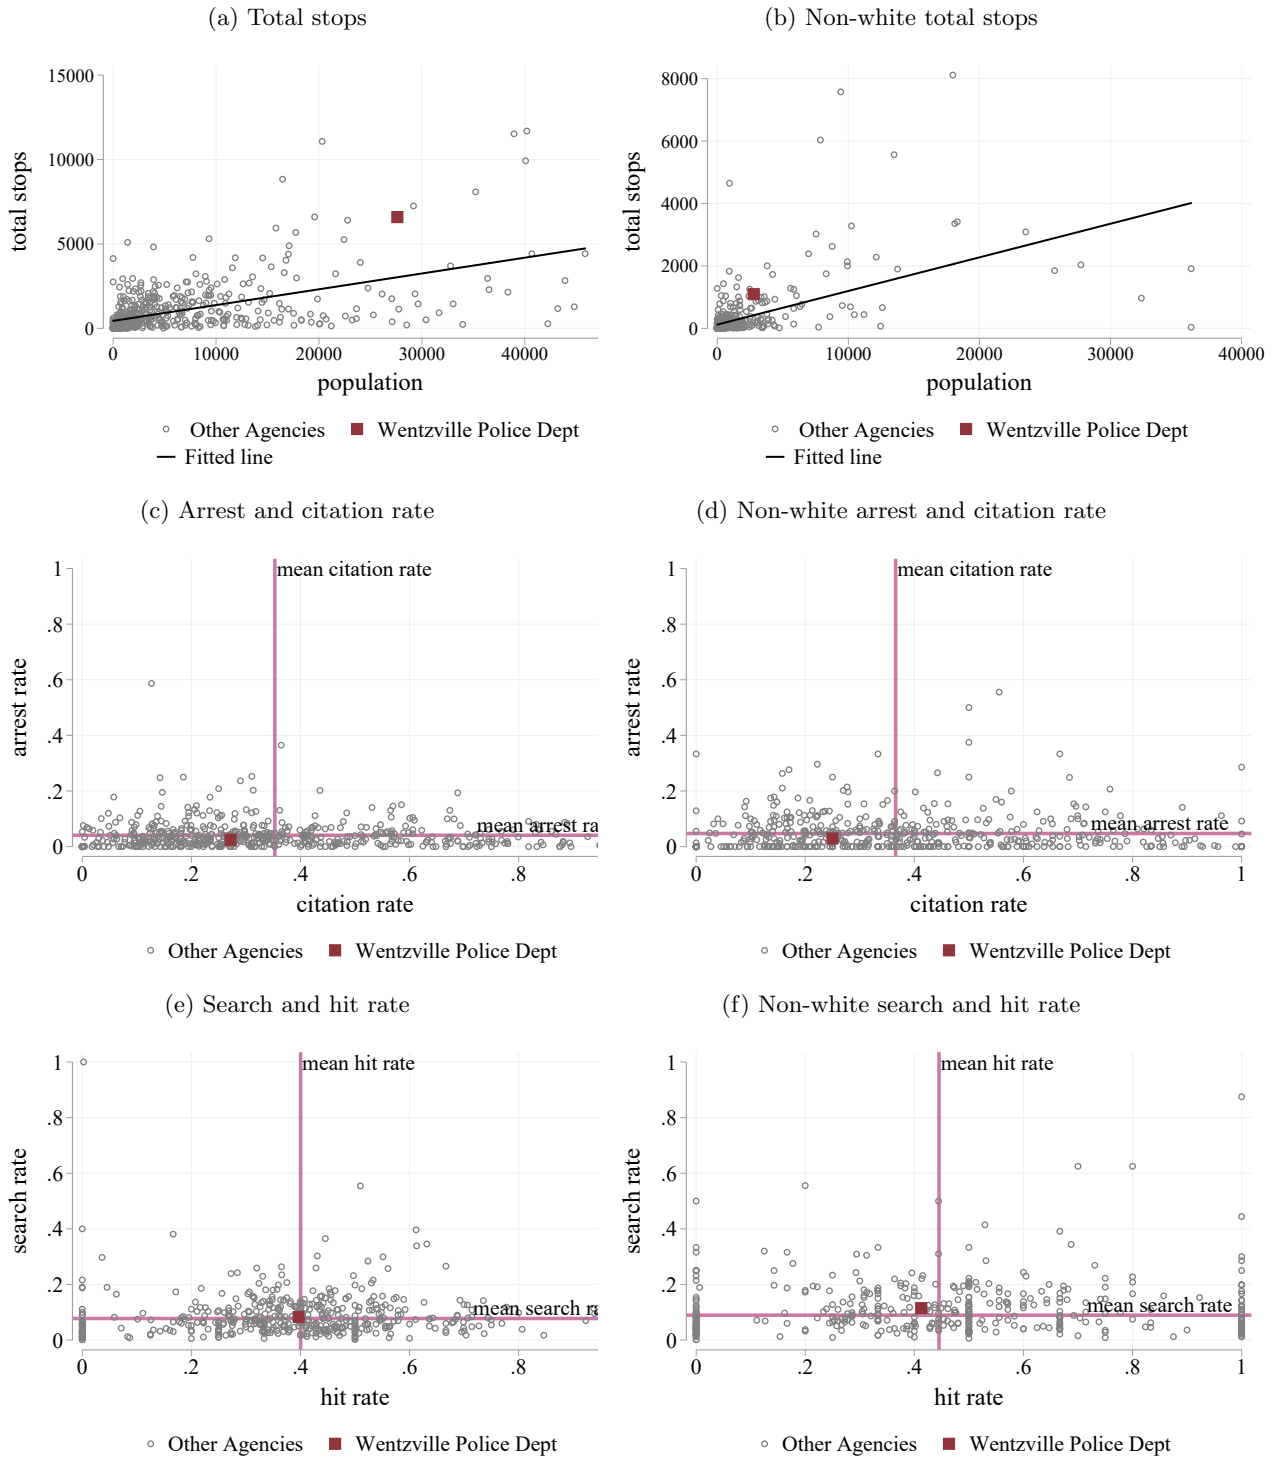 (a) Total stops
(b) Non-white total stops
total stops
15000
10000
5000
0
0 10000 20000 30000 40000
population
Other Agencies Wentzville Police Dept
Fitted line
total stops
8000
6000
4000
2000
0
0 10000 20000 30000 40000
population
Other Agencies Wentzville Police Dept
Fitted line
(c) Arrest and citation rate
(d) Non-white arrest and citation rate
arrest rate
1
.8
.6
.4
.2
0
mean citation rate
mean arrest ra
0 .2 .4 .6 .8
citation rate
Other Agencies Wentzville Police Dept
arrest rate
1
.8
.6
.4
.2
0
mean citation rate
mean arrest rate
0 .2 .4 .6 .8 1
citation rate
Other Agencies Wentzville Police Dept
(e) Search and hit rate
(f) Non-white search and hit rate
search rate
1
.8
.6
.4
.2
0
mean hit rate
mean search ra
0 .2 .4 .6 .8
hit rate
Other Agencies Wentzville Police Dept
search rate
1
.8
.6
.4
.2
0
mean hit rate
mean search rate
0 .2 .4 .6 .8 1
hit rate
Other Agencies Wentzville Police Dept